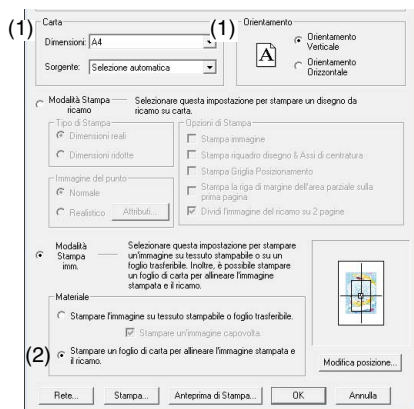 (1)
Carta
(1)
Orientamento
Dimensioni: A4
Sorgente: Selezione automatica
A
Orientamento
Verticale
Orientamento
Orizzontale
Modalità Stampa
ricamo
Selezionare questa impostazione per stampare un disegno da
ricamo su carta.
Tipo di Stampa
Dimensioni reali
Dimensioni ridotte
Immagine del punto
Normale
Realistico
Attributi...
Opzioni di Stampa
Stampa immagine
Stampa riquadro disegno & Assi di centratura
Stampa Griglia Posizionamento
Stampa la riga di margine dell'area parziale sulla
prima pagina
Dividi l'immagine del ricamo su 2 pagine
Modalità
Stampa
imm.
Selezionare questa impostazione per stampare
un'immagine su tessuto stampabile o su un
foglio trasferibile. Inoltre, è possibile stampare
un foglio di carta per allineare l'immagine
stampata e il ricamo.
Materiale
Stampare l'immagine su tessuto stampabile o foglio trasferibile.
Stampare un'immagine capovolta.
(2)
Stampare un foglio di carta per allineare l'immagine stampata e
il ricamo.
Modifica posizione...
Rete...
Stampa...
Anteprima di Stampa...
OK
Annulla